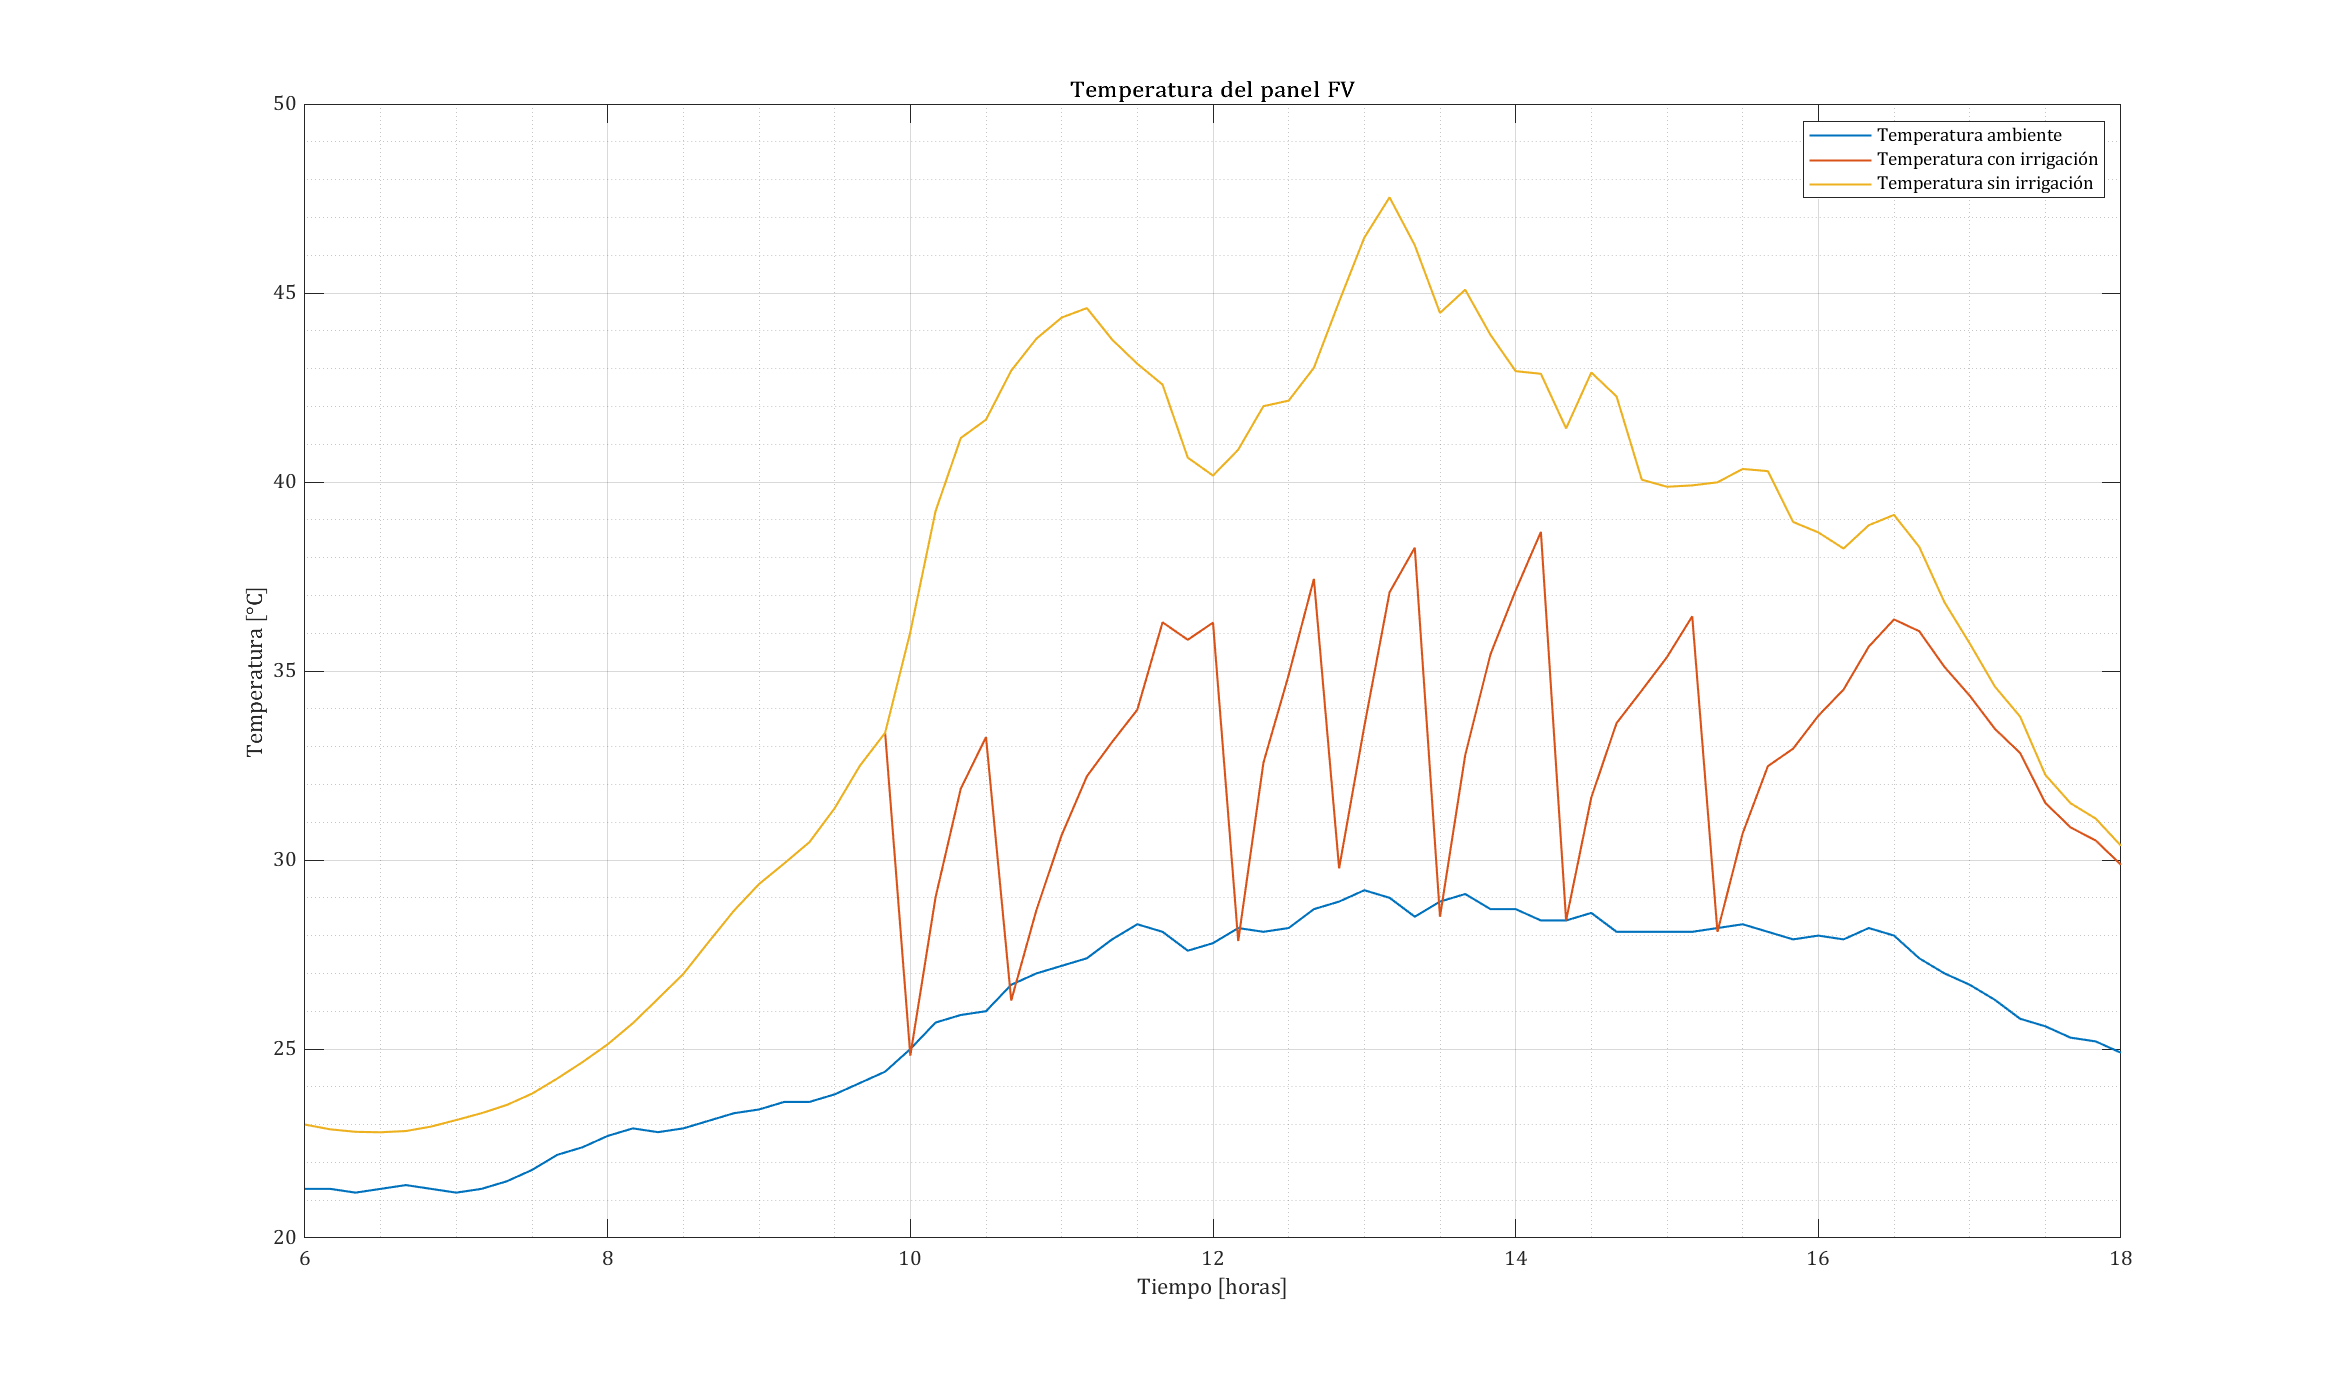 Temperatura del panel FV
50
45
40
35
30
25
20
Temperatura [°C]
Temperatura ambiente
Temperatura con irrigación
Temperatura sin irrigación
6 8 10 12 14 16 18
Tiempo [horas]